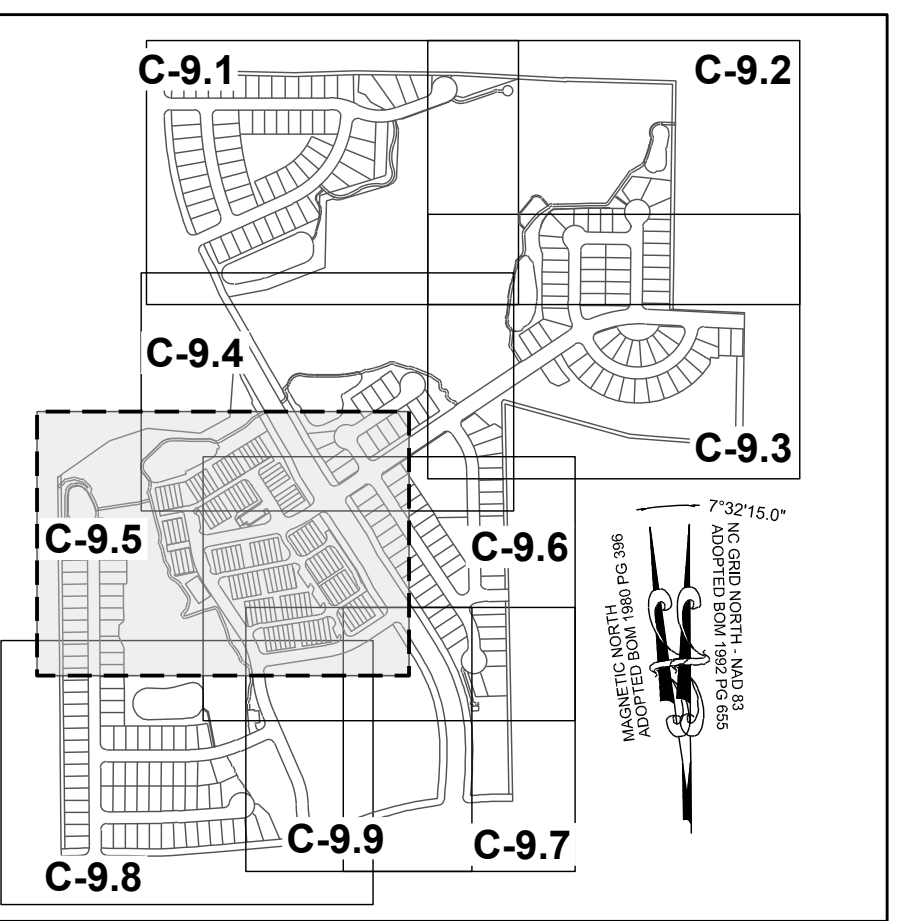 C-9.1
C-9.2
C-9.4
C-9.3
C-9.5
C-9.6
7°32'15.0"
MAGNETIC NORTH
ADOPTED BOM 1980 PG 396
NC GRID NORTH - NAD 83
ADOPTED BOM 1992 PG 655
C-9.9
C-9.7
C-9.8